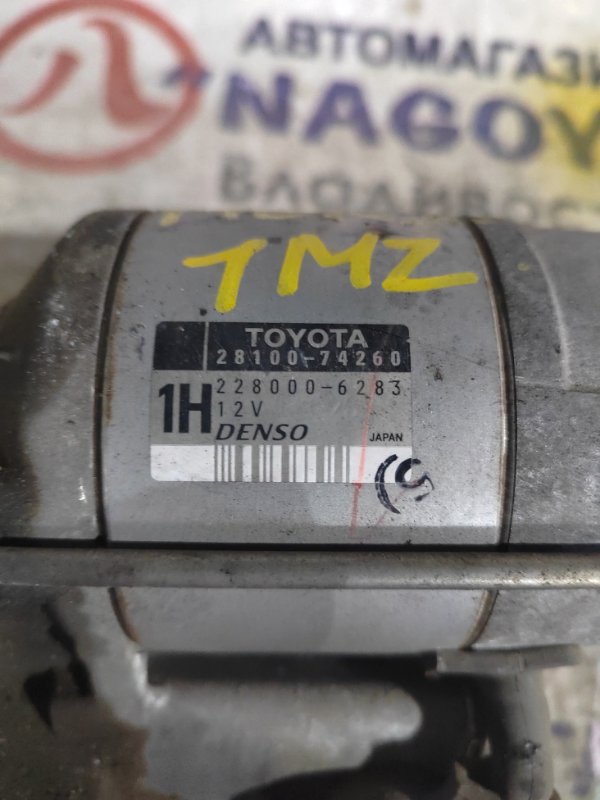 АВТОМАГАЗИ
"NAGOY
ВЛАДИВОС
1MZ
TOYOTA
28100-74260
1H 228000-6283
12V
DENSO JAPAN